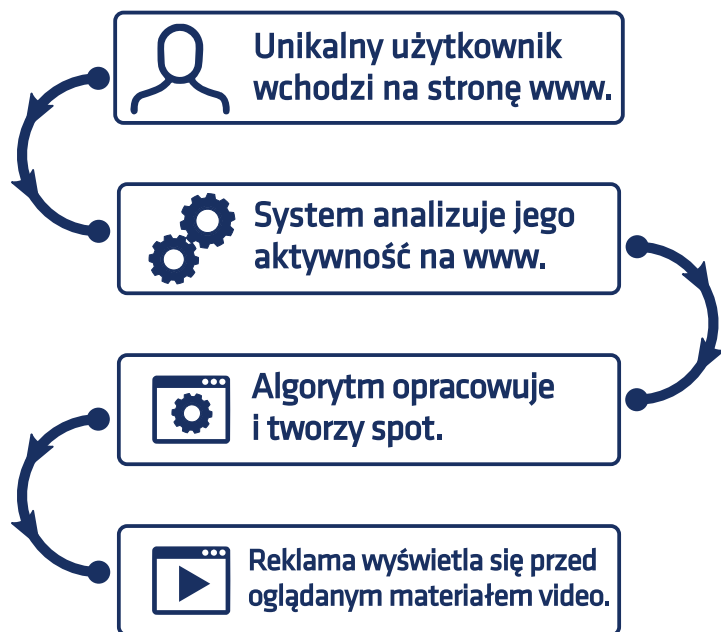 Unikalny użytkownik
wchodzi na stronę www.
System analizuje jego
aktywność na www.
Algorytm opracowuje
i tworzy spot.
Reklama wyświetla się przed
oglądanym materiałem video.